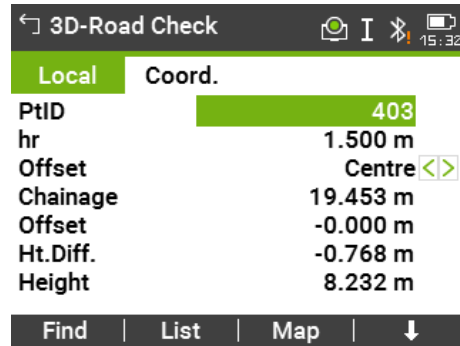 3D-Road Check I 15:32
Local Coord.
PtID 403
hr 1.500 m
Offset Centre
Chainage 19.453 m
Offset -0.000 m
Ht.Diff. -0.768 m
Height 8.232 m
Find | List | Map |